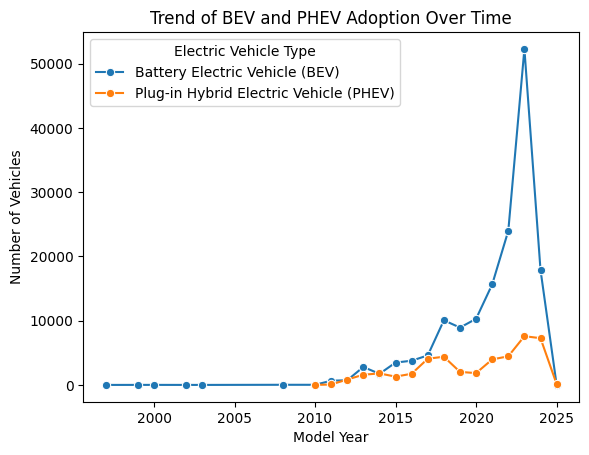 Trend of BEV and PHEV Adoption Over Time
Electric Vehicle Type
Battery Electric Vehicle (BEV)
Plug-in Hybrid Electric Vehicle (PHEV)
Number of Vehicles
50000
40000
30000
20000
10000
0
2000
2005
2010
2015
2020
2025
Model Year